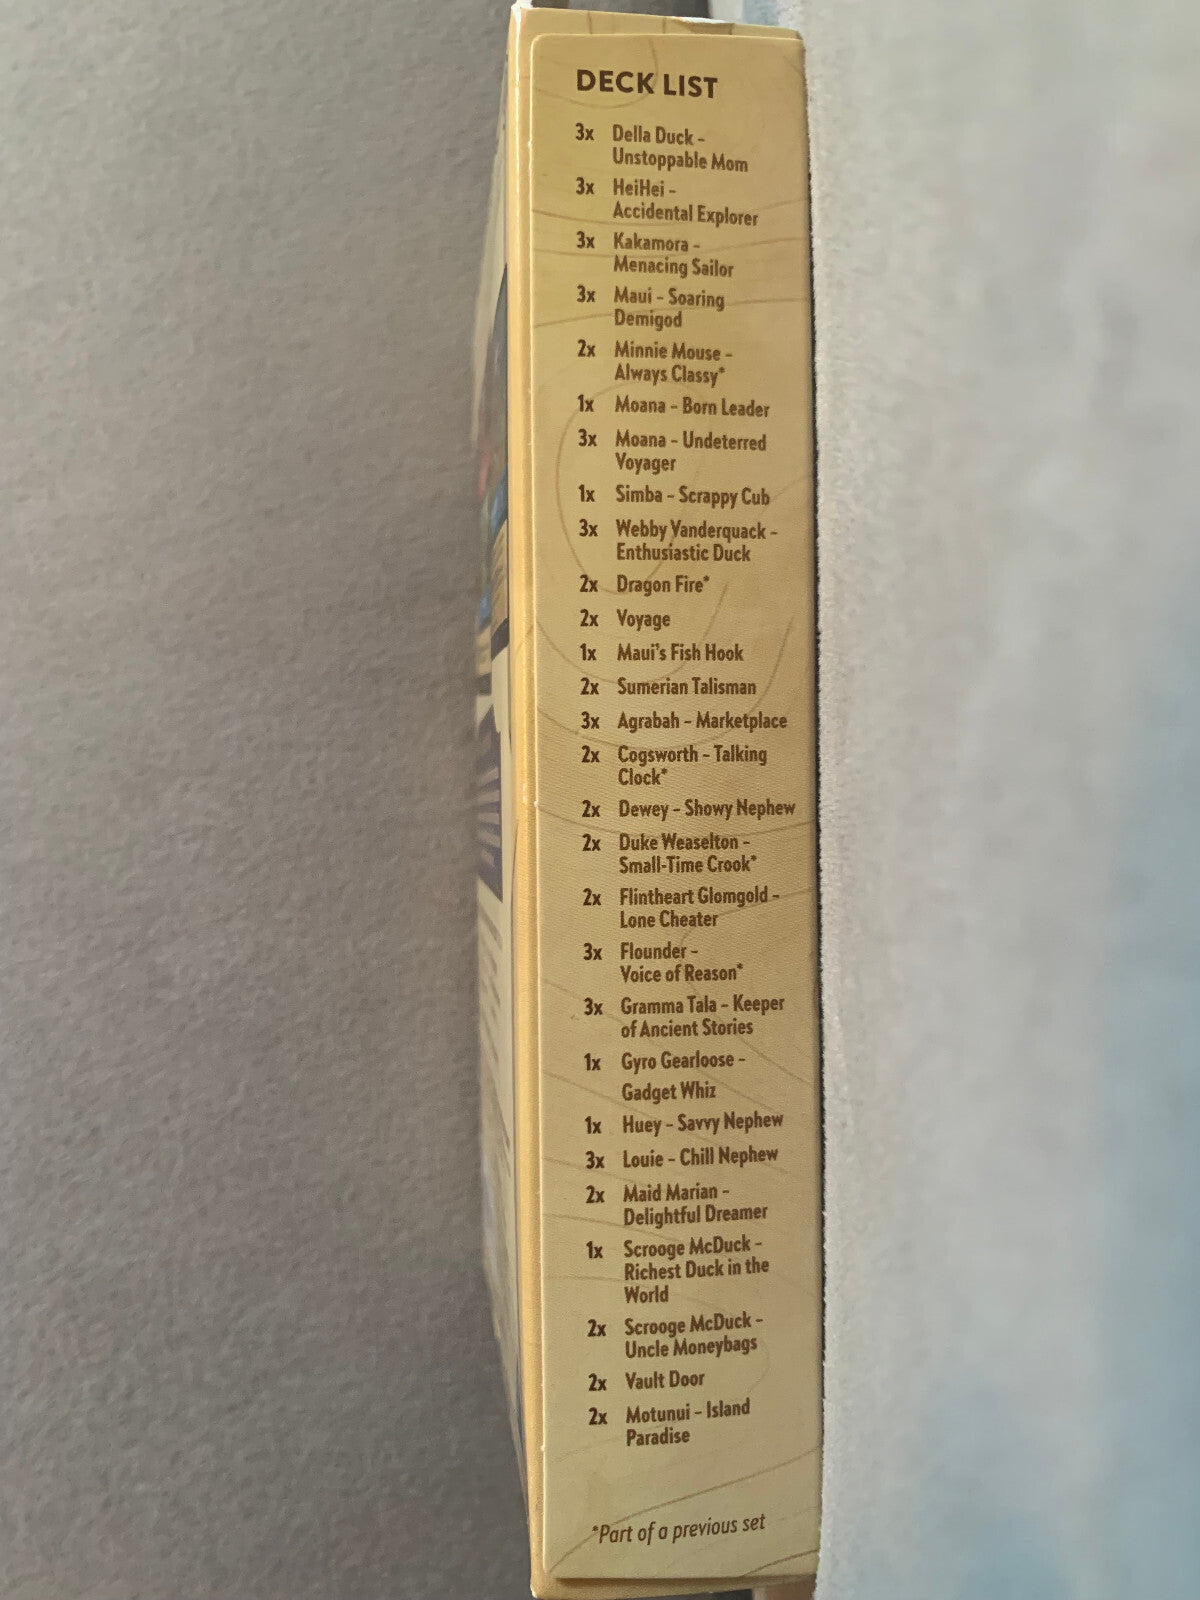 DECK LIST
3x Della Duck –
Unstoppable Mom
3x HeiHei –
Accidental Explorer
3x Kakamora –
Menacing Sailor
3x Maui – Soaring
Demigod
2x Minnie Mouse –
Always Classy*
1x Moana – Born Leader
3x Moana – Undeterred
Voyager
1x Simba – Scrappy Cub
3x Webby Vanderquack –
Enthusiastic Duck
2x Dragon Fire*
2x Voyage
1x Maui's Fish Hook
2x Sumerian Talisman
3x Agrabah – Marketplace
2x Cogsworth – Talking
Clock*
2x Dewey – Showy Nephew
2x Duke Weaselton –
Small-Time Crook*
2x Flintheart Glomgold –
Lone Cheater
3x Flounder –
Voice of Reason*
3x Gramma Tala – Keeper
of Ancient Stories
1x Gyro Gearloose –
Gadget Whiz
1x Huey – Savvy Nephew
3x Louie – Chill Nephew
2x Maid Marian –
Delightful Dreamer
1x Scrooge McDuck –
Richest Duck in the
World
2x Scrooge McDuck –
Uncle Moneybags
2x Vault Door
2x Motunui – Island
Paradise
*Part of a previous set